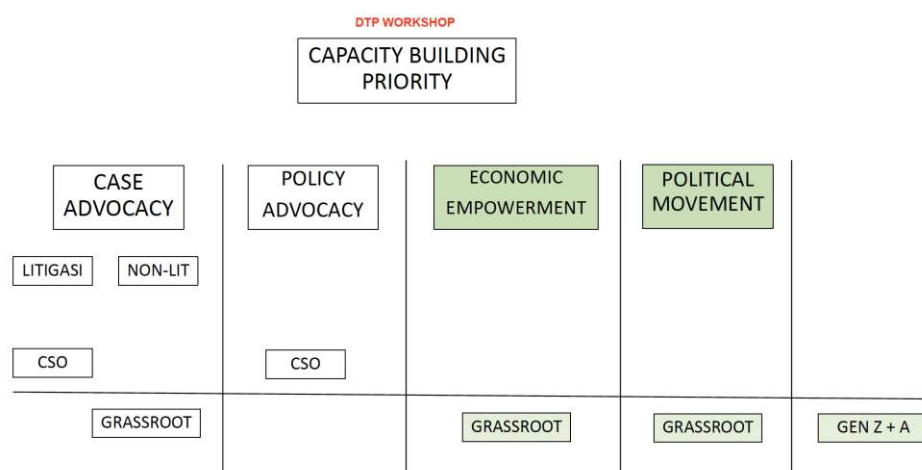 DTP WORKSHOP
CAPACITY BUILDING
PRIORITY
CASE
ADVOCACY
POLICY
ADVOCACY
ECONOMIC
EMPOWERMENT
POLITICAL
MOVEMENT
LITIGASI
NON-LIT
CSO
CSO
GRASSROOT
GRASSROOT
GRASSROOT
GEN Z + A